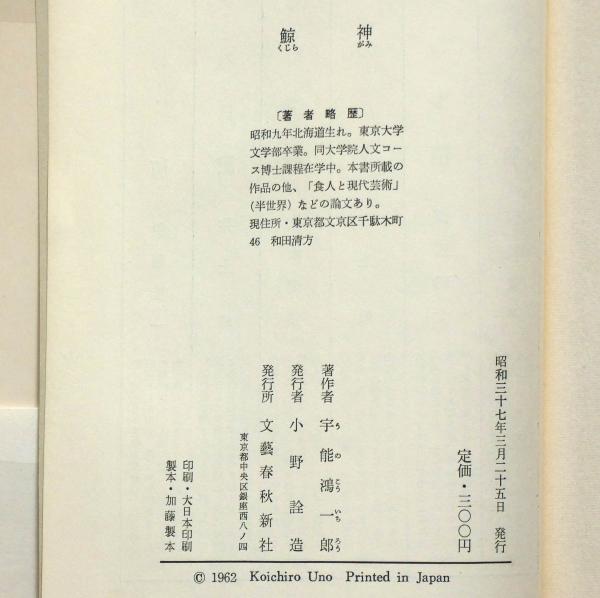 鯨神
くじらがみ
〔著者略歴〕
昭和九年北海道生れ。東京大学
文学部卒業。同大学院人文コー
ス博士課程在学中。本書所載の
作品の他、「食人と現代芸術」
(半世界)などの論文あり。
現住所・東京都文京区千駄木町
46 和田清方
昭和三十七年三月二十五日 発行
定価・三〇〇円
著作者 宇能鴻一郎
うのこういちろう
発行者 小野詮造
発行所 文藝春秋新社
東京都中央区銀座西八ノ四
印刷・大日本印刷
製本・加藤製本
© 1962 Koichiro Uno Printed in Japan